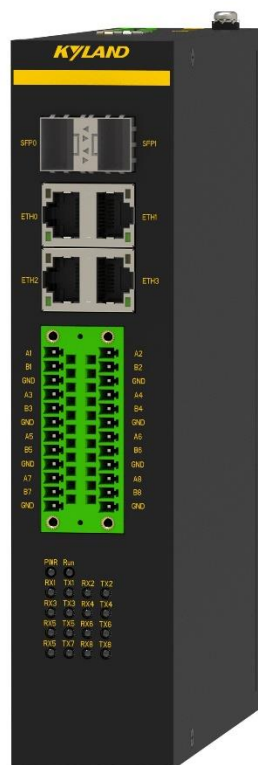 KYLAND
SFP0 SFP1
ETH0 ETH1
ETH2 ETH3
A1 A2
B1 B2
GND GND
A3 A4
B3 B4
GND GND
A5 A6
B5 B6
GND GND
A7 A8
B7 B8
GND GND
PWR Run
RX1 TX1 RX2 TX2
RX3 TX3 RX4 TX4
RX5 TX5 RX6 TX6
RX5 TX7 RX8 TX8